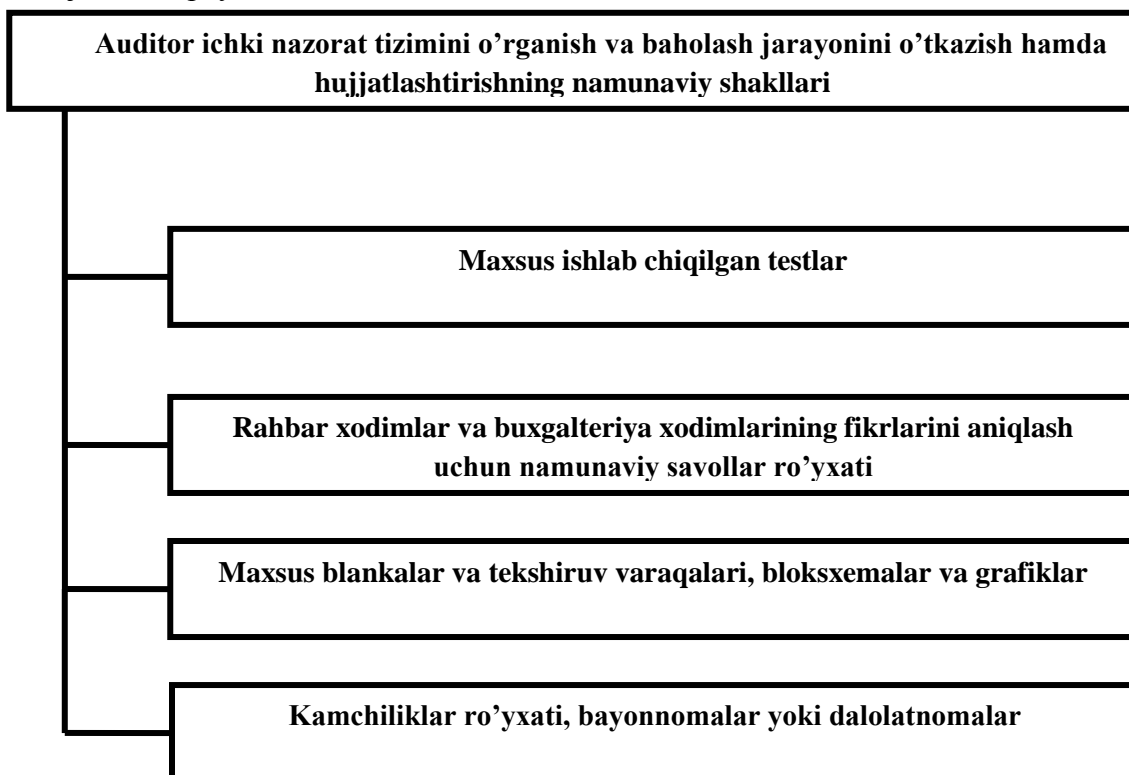 Auditor ichki nazorat tizimini o’rganish va baholash jarayonini o’tkazish hamda
hujjatlashtirishning namunaviy shakllari
Maxsus ishlab chiqilgan testlar
Rahbar xodimlar va buxgalteriya xodimlarining fikrlarini aniqlash
uchun namunaviy savollar ro’yxati
Maxsus blankalar va tekshiruv varaqalari, bloksxemalar va grafiklar
Kamchiliklar ro’yxati, bayonnomalar yoki dalolatnomalar